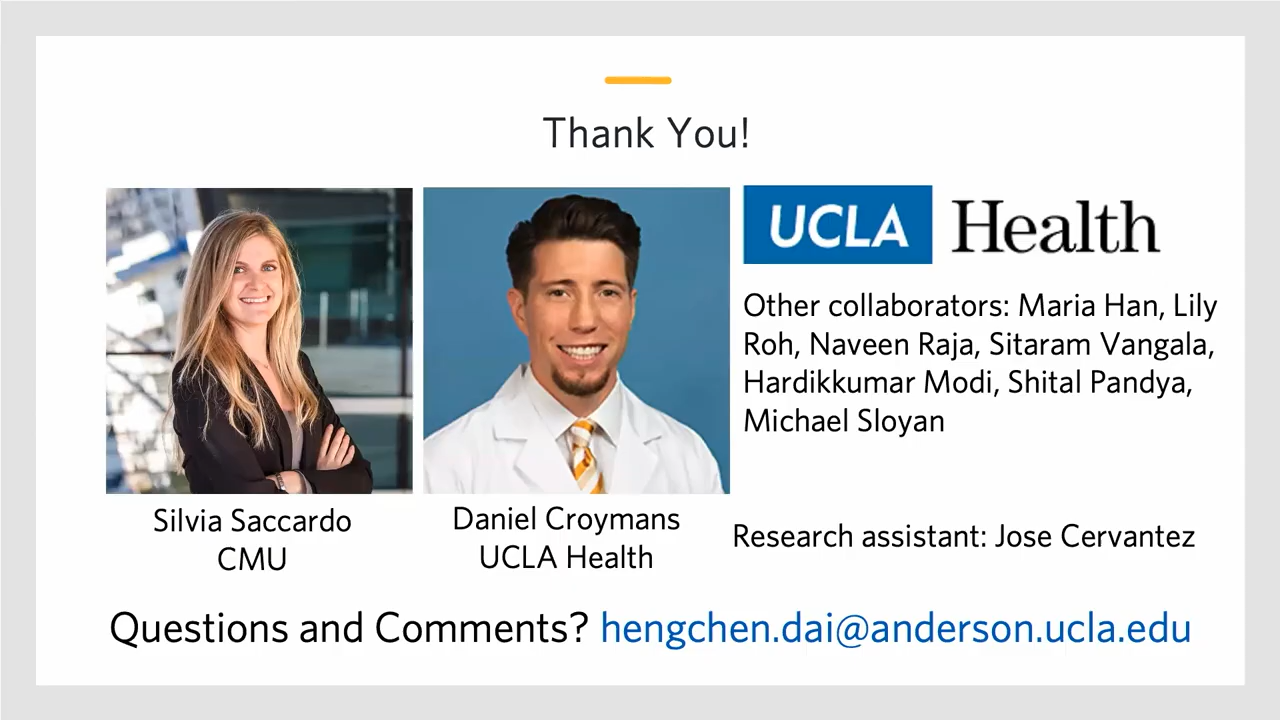 Thank You!
UCLA Health
Other collaborators: Maria Han, Lily
Roh, Naveen Raja, Sitaram Vangala,
Hardikkumar Modi, Shital Pandya,
Michael Sloyan
Silvia Saccardo
CMU
Daniel Croymans
UCLA Health
Research assistant: Jose Cervantez
Questions and Comments? hengchen.dai@anderson.ucla.edu